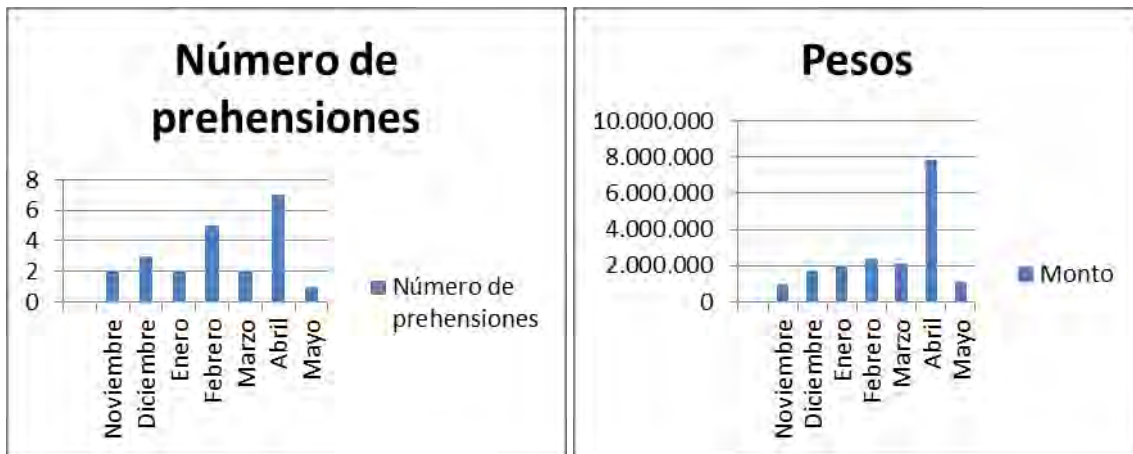 Número de
prehensiones
8
6
4
2
0
Noviembre
Diciembre
Enero
Febrero
Marzo
Abril
Mayo
Número de
prehensiones
Pesos
10.000.000
8.000.000
6.000.000
4.000.000
2.000.000
0
Noviembre
Diciembre
Enero
Febrero
Marzo
Abril
Mayo
Monto